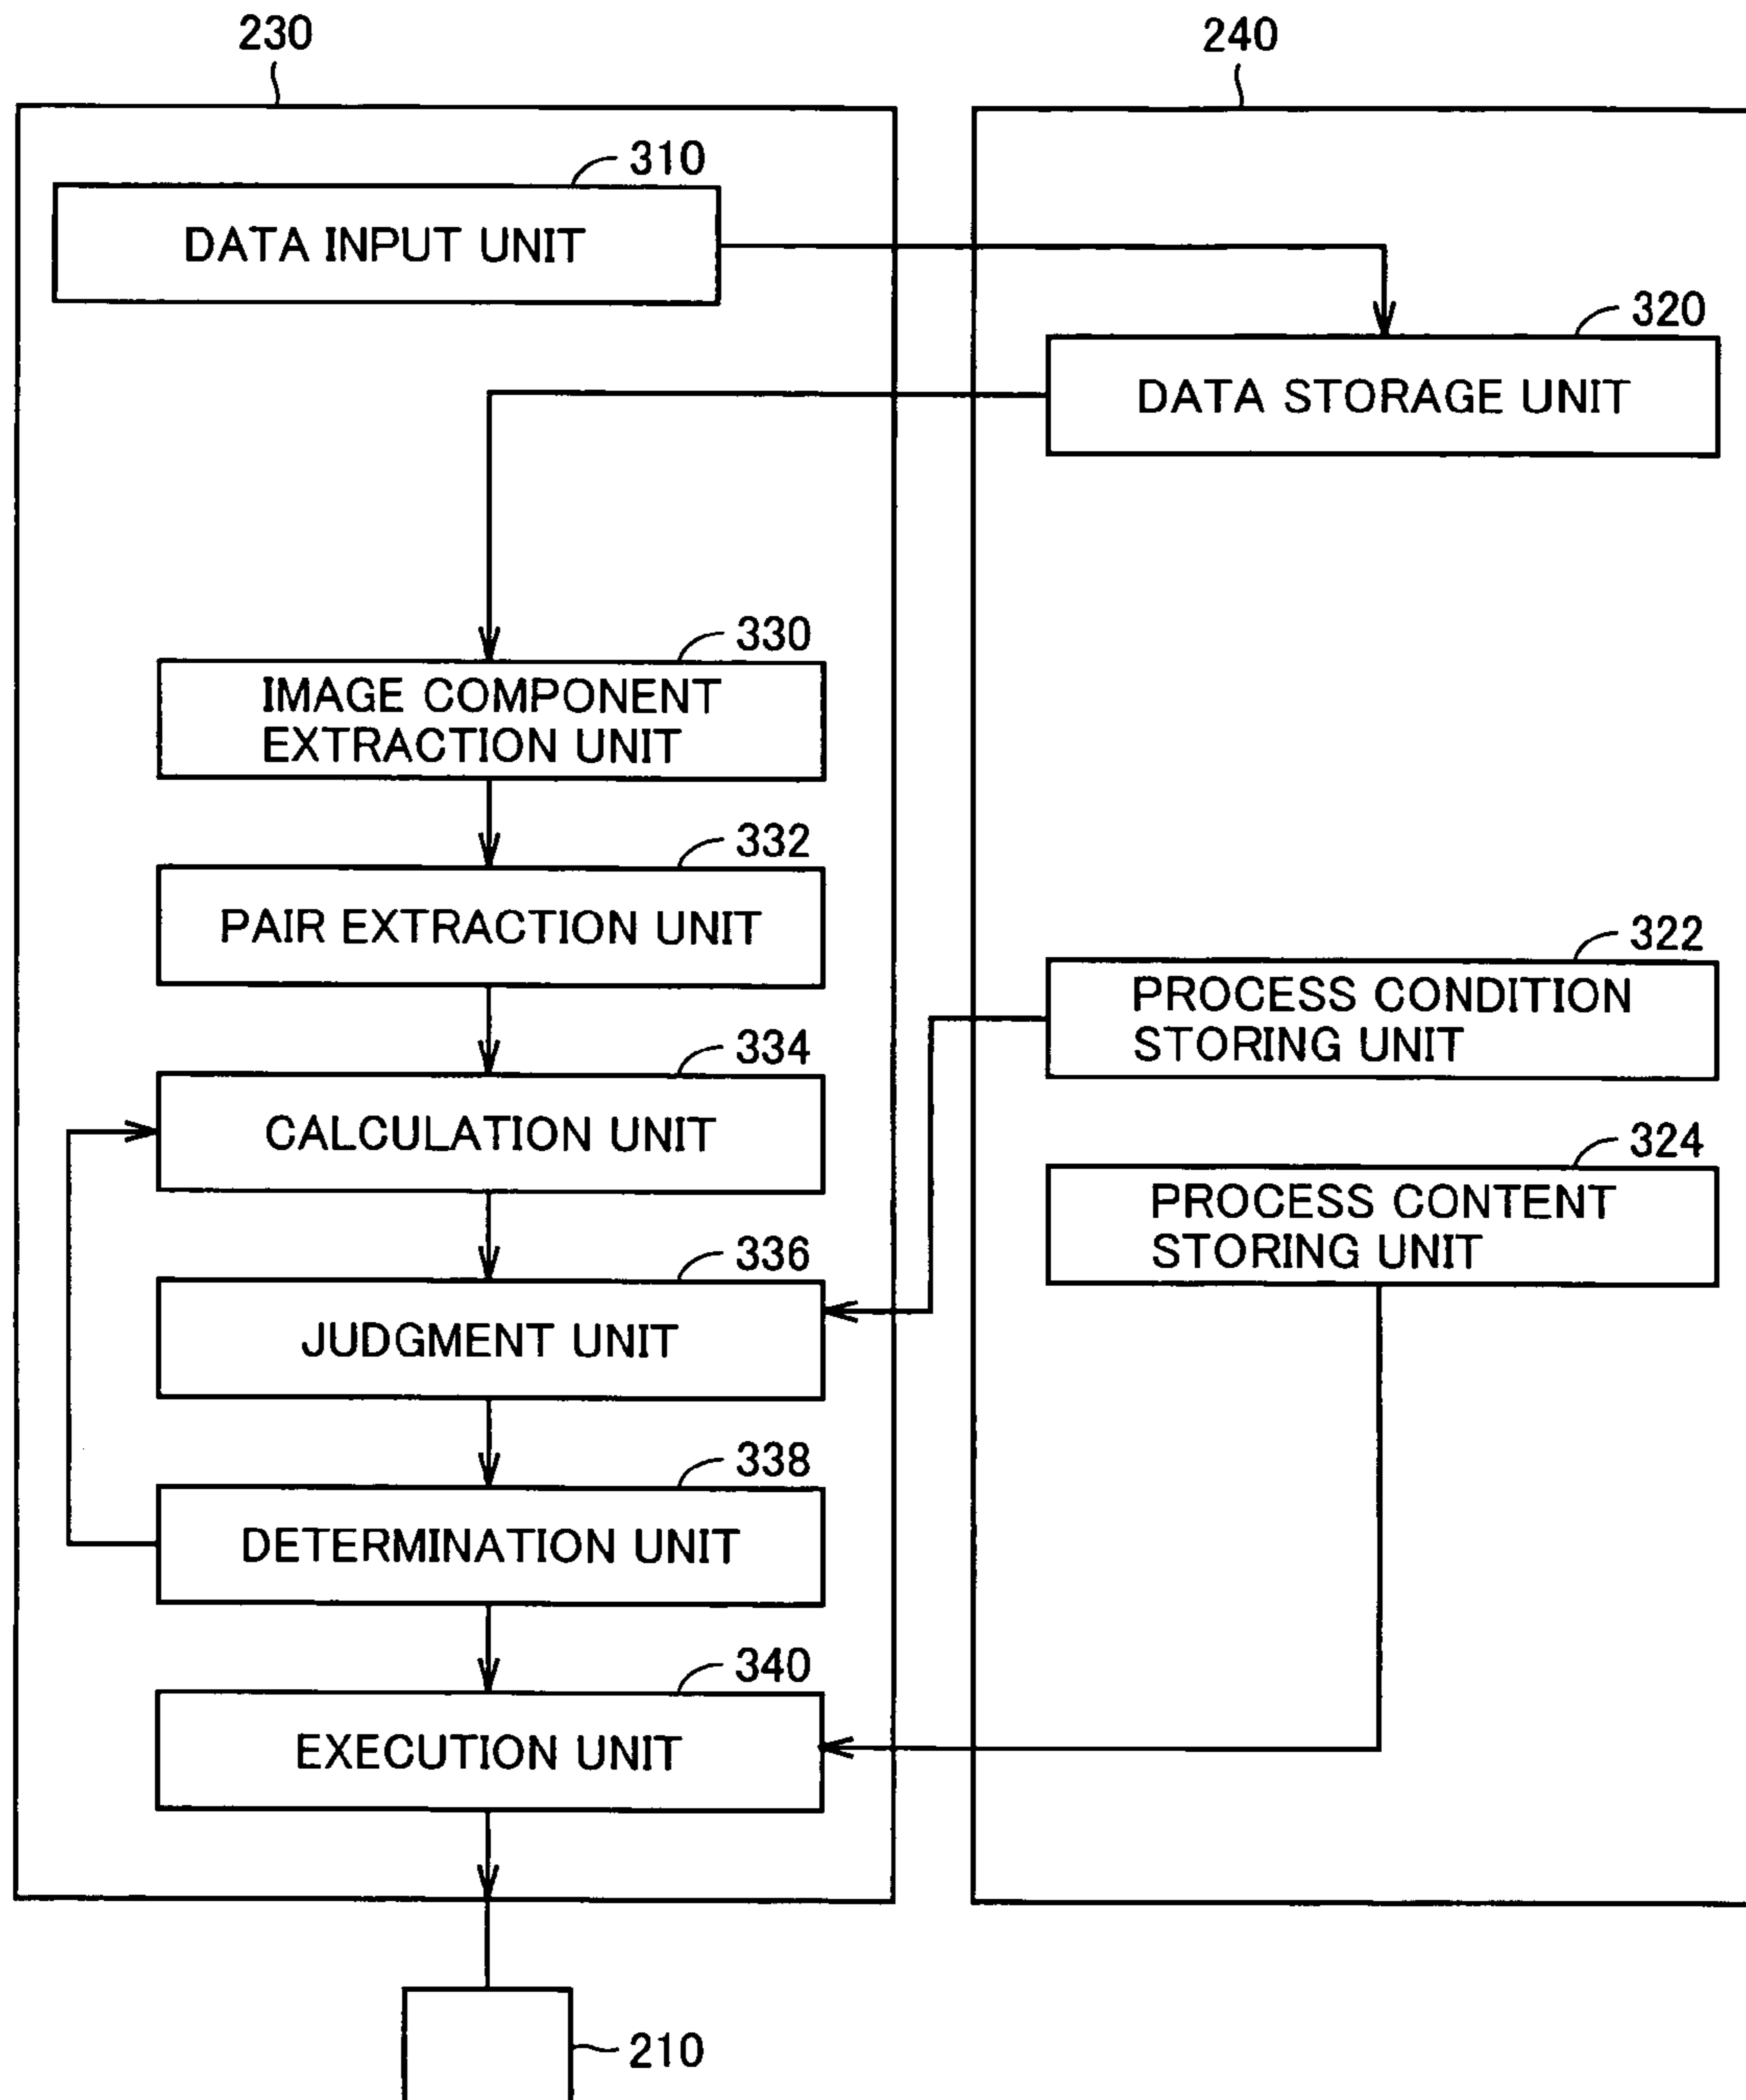 230
240
310
DATA INPUT UNIT
320
DATA STORAGE UNIT
330
IMAGE COMPONENT
EXTRACTION UNIT
332
PAIR EXTRACTION UNIT
322
PROCESS CONDITION
STORING UNIT
334
CALCULATION UNIT
324
PROCESS CONTENT
STORING UNIT
336
JUDGMENT UNIT
338
DETERMINATION UNIT
340
EXECUTION UNIT
210